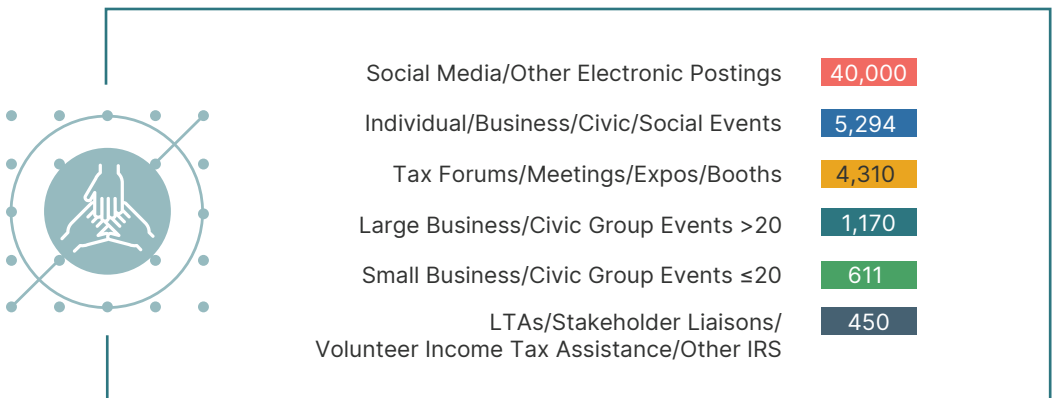 Social Media/Other Electronic Postings 40,000
Individual/Business/Civic/Social Events 5,294
Tax Forums/Meetings/Expos/Booths 4,310
Large Business/Civic Group Events >20 1,170
Small Business/Civic Group Events ≤20 611
LTAs/Stakeholder Liaisons/ 450
Volunteer Income Tax Assistance/Other IRS